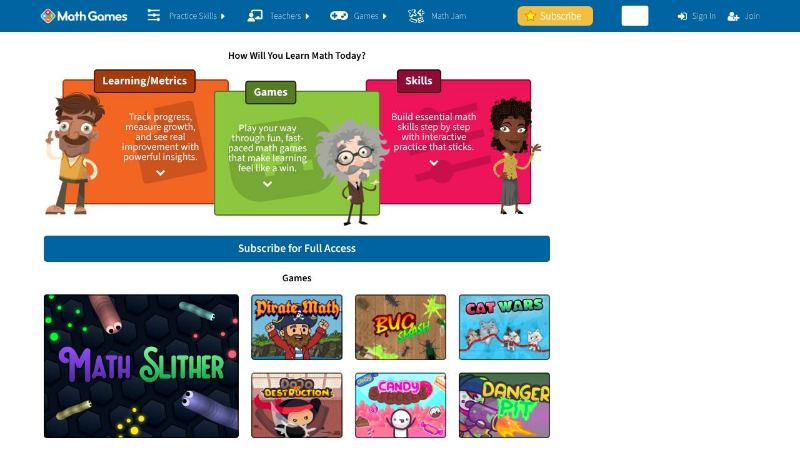 Math Games
Practice Skills
Teachers
Games
Math Jam
Subscribe
Sign In
Join
How Will You Learn Math Today?
Learning/Metrics
Track progress,
measure growth,
and see real
improvement with
powerful insights.
Games
Play your way
through fun, fast-
paced math games
that make learning
feel like a win.
Skills
Build essential math
skills step by step
with interactive
practice that sticks.
Subscribe for Full Access
Games
MATH SLITHER
Pirate Math
BUG
SMASH
CAT WARS
DOJO
DESTRUCTION
CANDY
STACKER
DANGER
PIT